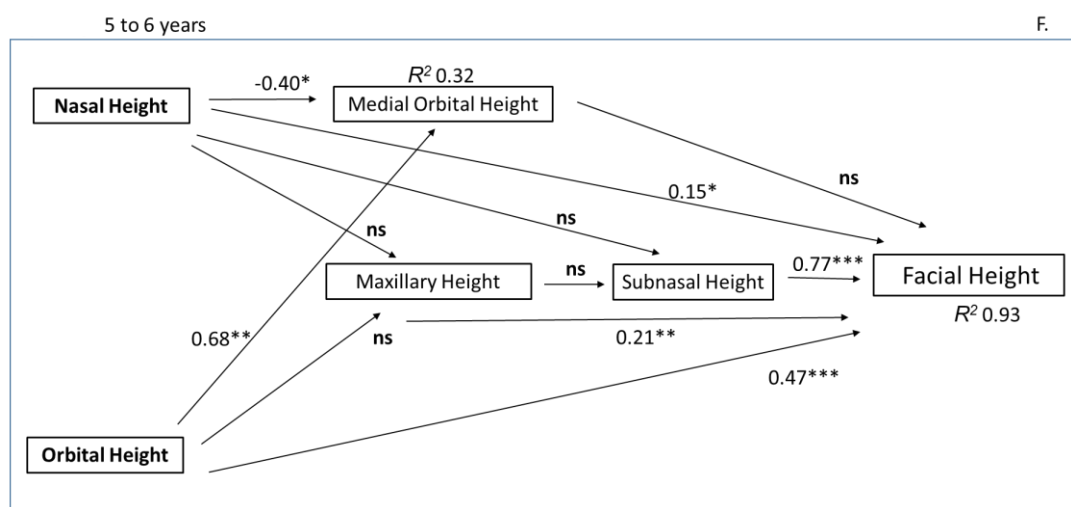 5 to 6 years
F.
R² 0.32
-0.40*
Nasal Height
Medial Orbital Height
ns
0.15*
ns
ns
ns
0.77***
Maxillary Height
Subnasal Height
Facial Height
R² 0.93
0.68**
ns
0.21**
0.47***
Orbital Height